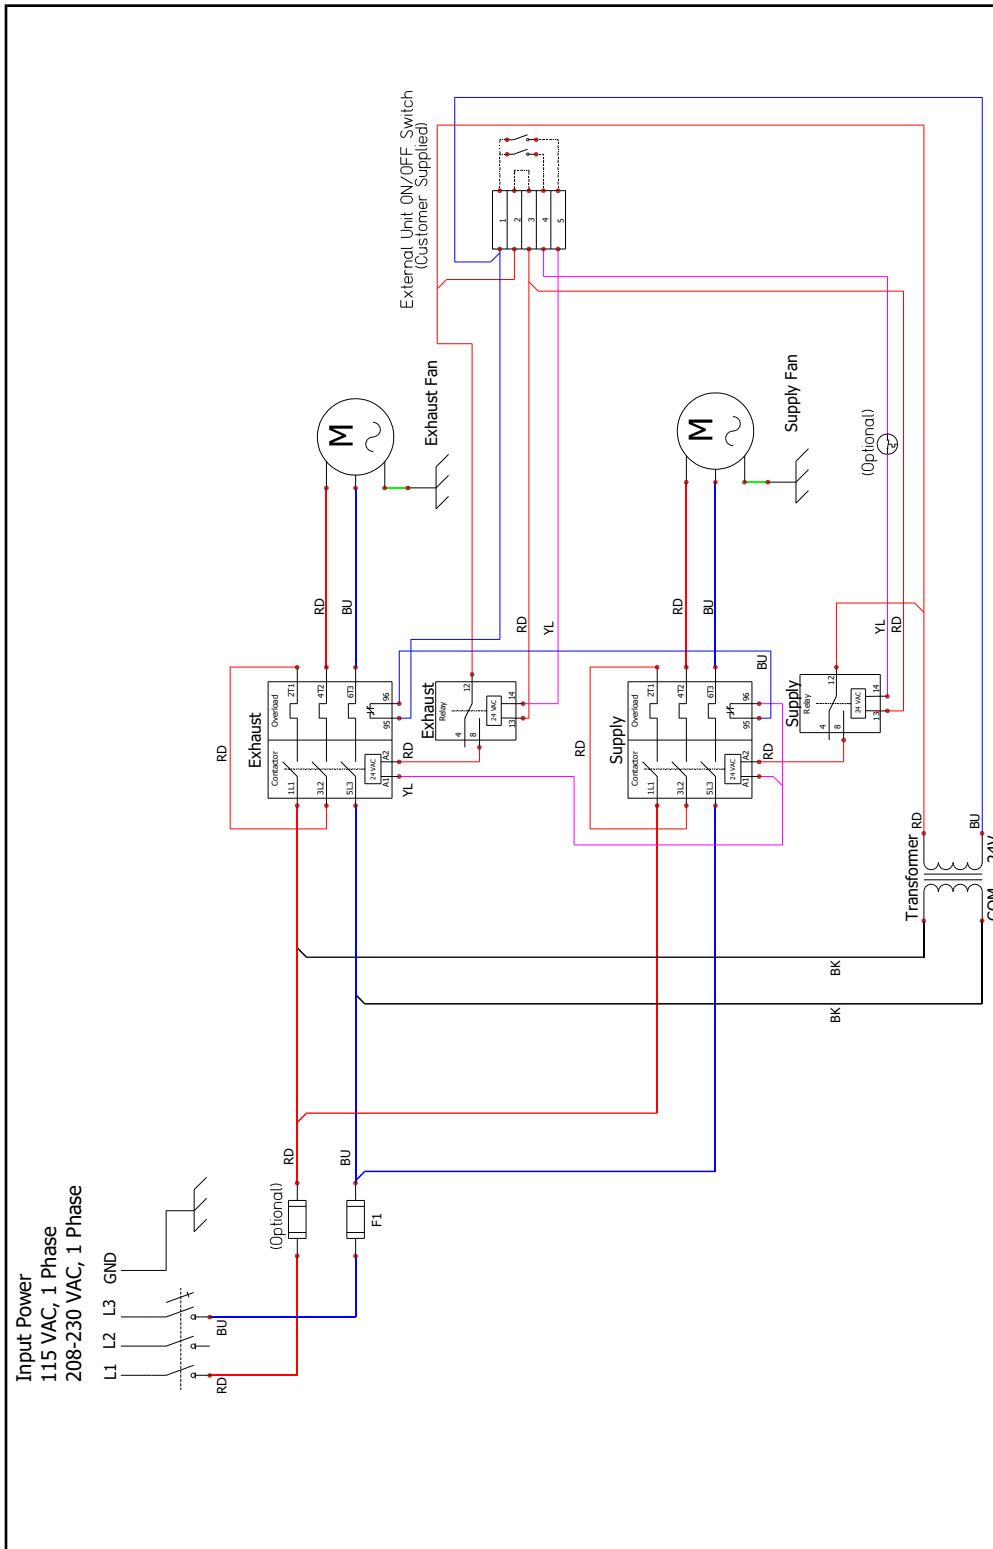 Input Power
115 VAC, 1 Phase
208-230 VAC, 1 Phase
L1
L2
L3
GND
RD
BU
(Optional)
F1
RD
BU
BK
BK
Exhaust
RD
Contactor
Overload
1L1
3L2
5L3
2T1
4T2
6T3
24 VAC
A1
A2
95
96
YL
RD
RD
BU
M
Exhaust Fan
Exhaust
Relay
4
8
12
24 VAC
13
14
RD
YL
External Unit ON/OFF Switch
(Customer Supplied)
1
2
3
4
5
Supply
RD
Contactor
Overload
1L1
3L2
5L3
2T1
4T2
6T3
24 VAC
A1
A2
95
96
RD
BU
RD
BU
M
Supply Fan
Supply
Relay
4
8
12
24 VAC
13
14
YL
RD
(Optional)
Transformer
RD
BU
COM
24V